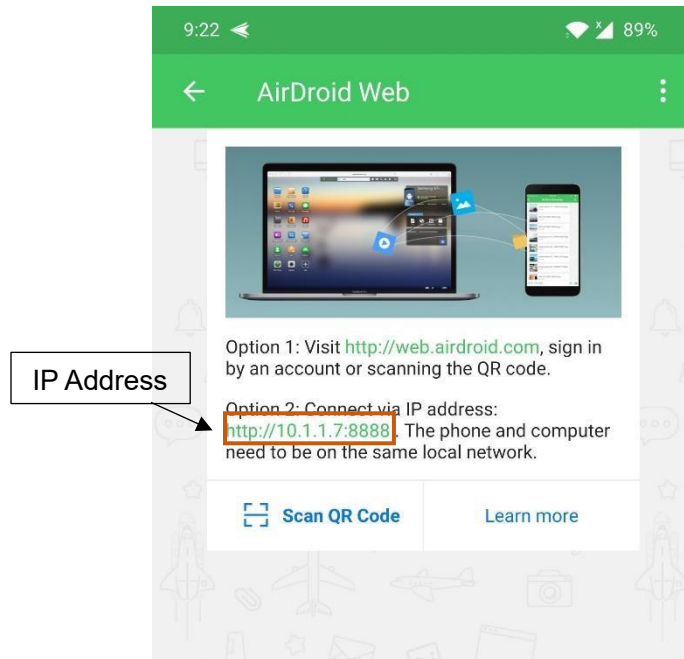 9:22
89%
AirDroid Web
Option 1: Visit http://web.airdroid.com, sign in
by an account or scanning the QR code.
IP Address
Option 2: Connect via IP address:
http://10.1.1.7:8888 . The phone and computer
need to be on the same local network.
Scan QR Code
Learn more